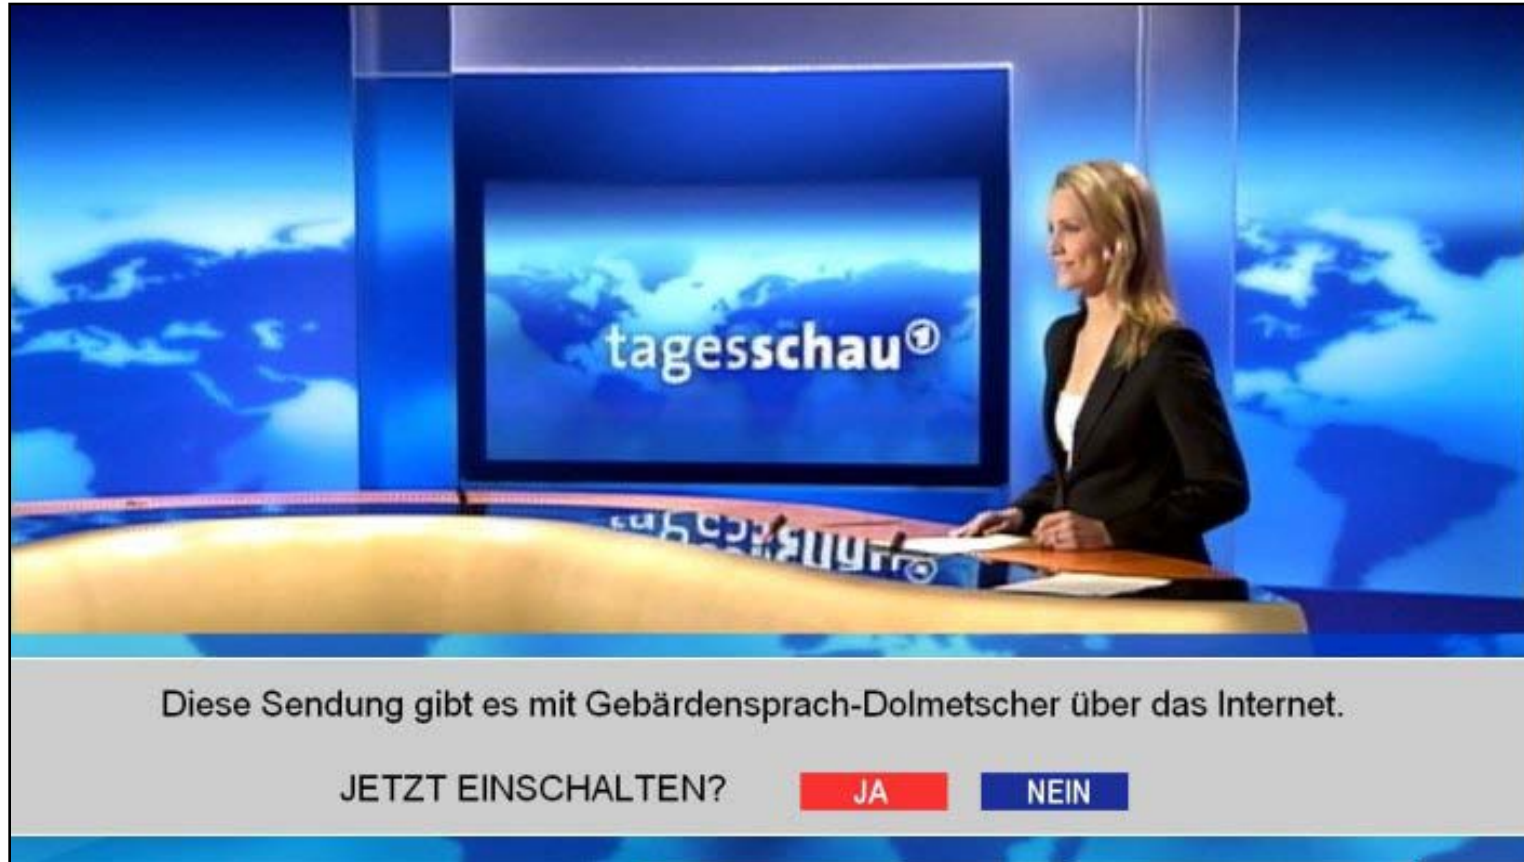 tagesschau
Diese Sendung gibt es mit Gebärdensprach-Dolmetscher über das Internet.
JETZT EINSCHALTEN? JA NEIN